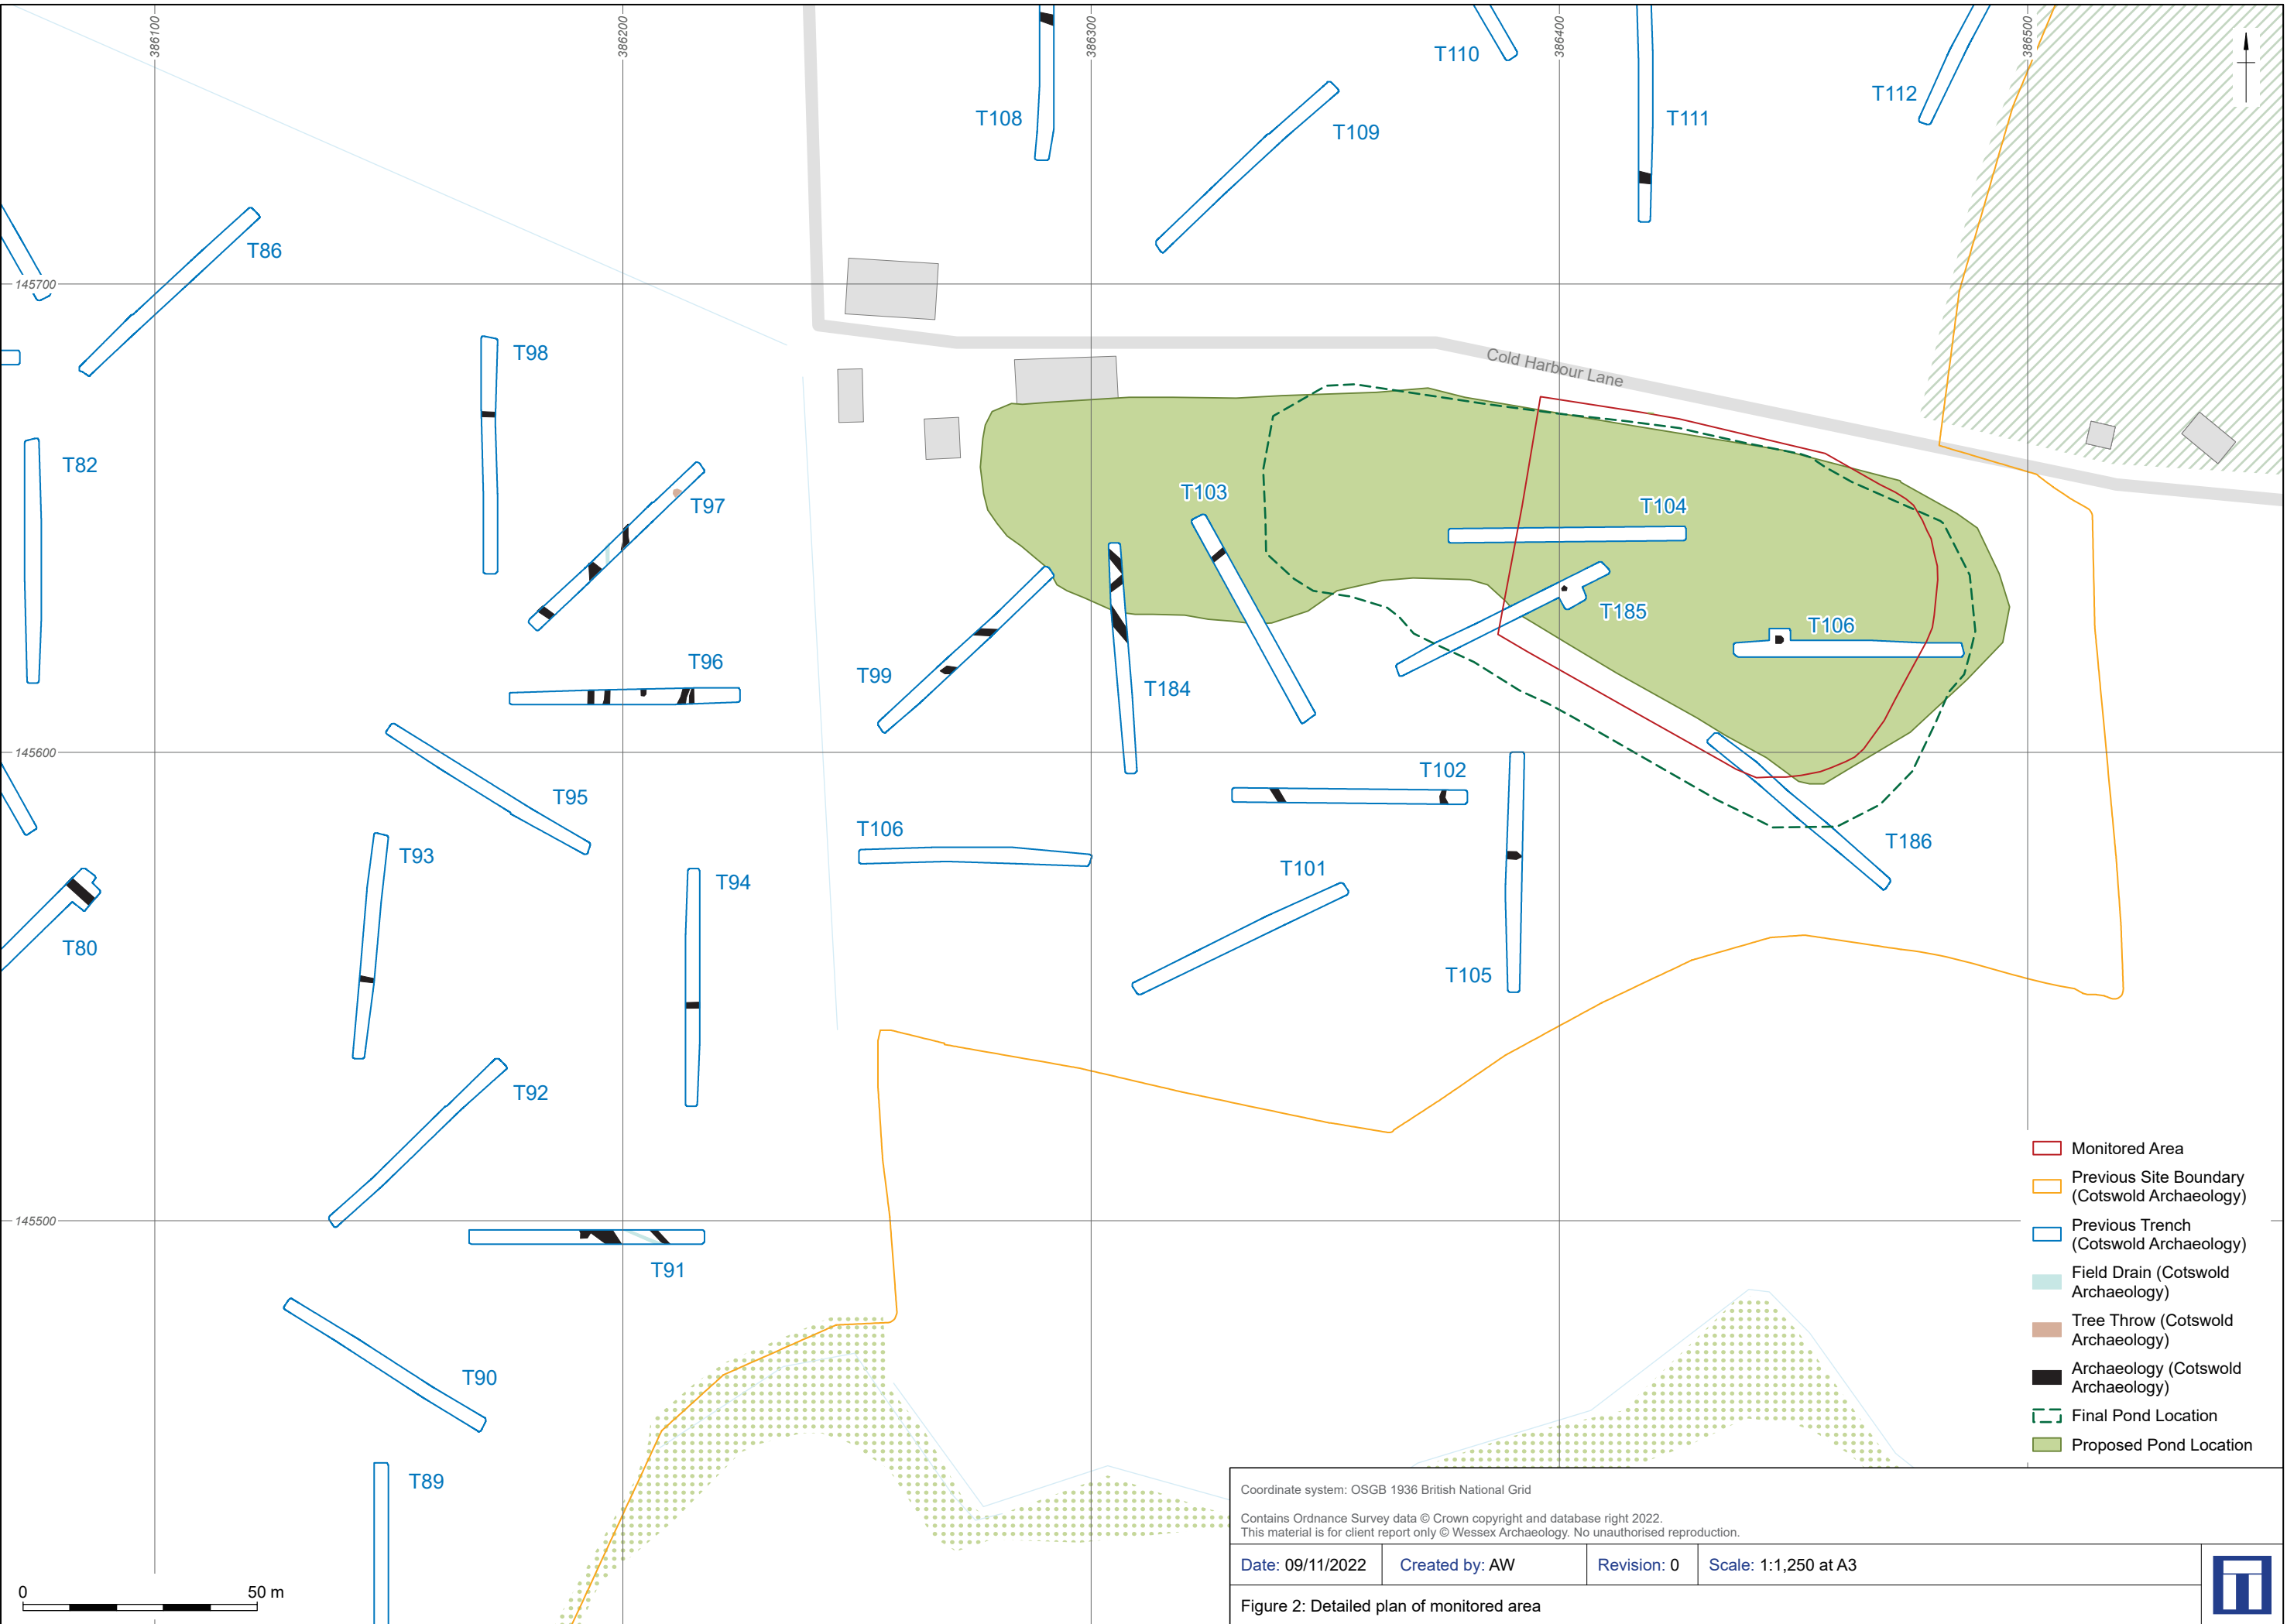 386100
386200
386300
386400
386500
T110
T108
T109
T111
T112
T86
145700
T98
Cold Harbour Lane
T82
T97
T103
T104
T185
T106
T96
T99
T184
T95
T102
T106
T93
T94
T101
T186
T80
T105
T92
145600
145500
T91
T90
T89
Monitored Area
Previous Site Boundary
(Cotswold Archaeology)
Previous Trench
(Cotswold Archaeology)
Field Drain (Cotswold
Archaeology)
Tree Throw (Cotswold
Archaeology)
Archaeology (Cotswold
Archaeology)
Final Pond Location
Proposed Pond Location
Coordinate system: OSGB 1936 British National Grid
Contains Ordnance Survey data © Crown copyright and database right 2022.
This material is for client report only © Wessex Archaeology. No unauthorised reproduction.
Date: 09/11/2022 Created by: AW Revision: 0 Scale: 1:1,250 at A3
Figure 2: Detailed plan of monitored area
0 50 m